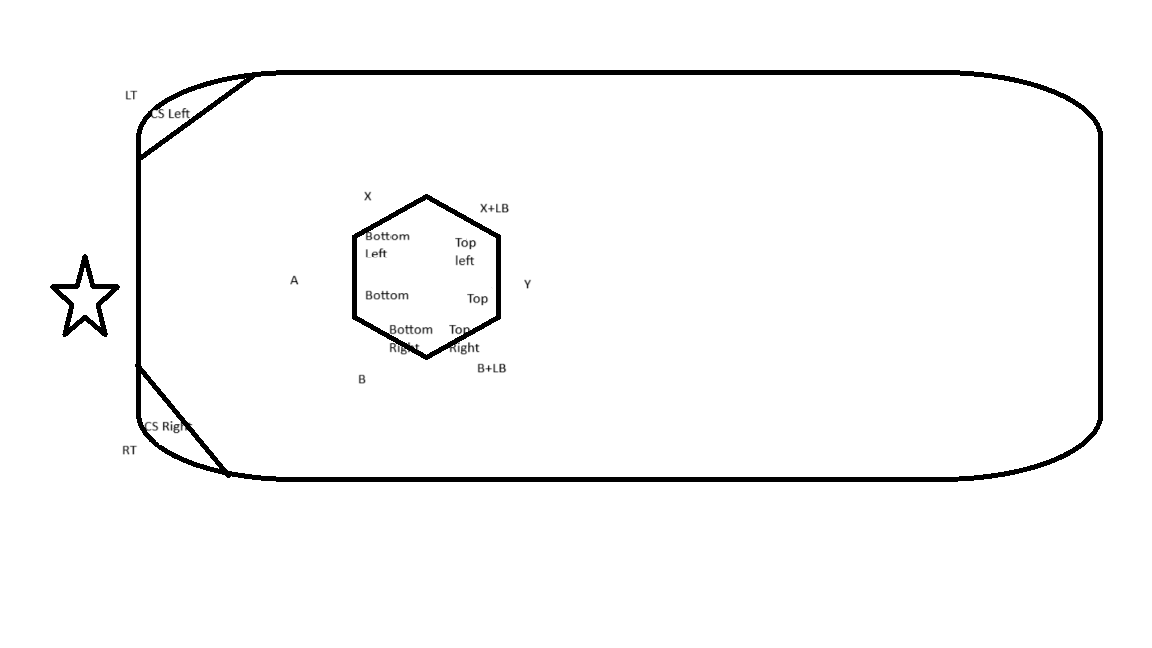 LT
CS Left
X
X+LB
Bottom
Left
Top
left
A
Y
Bottom
Top
Bottom
Right
Top
Right
B+LB
B
CS Right
RT